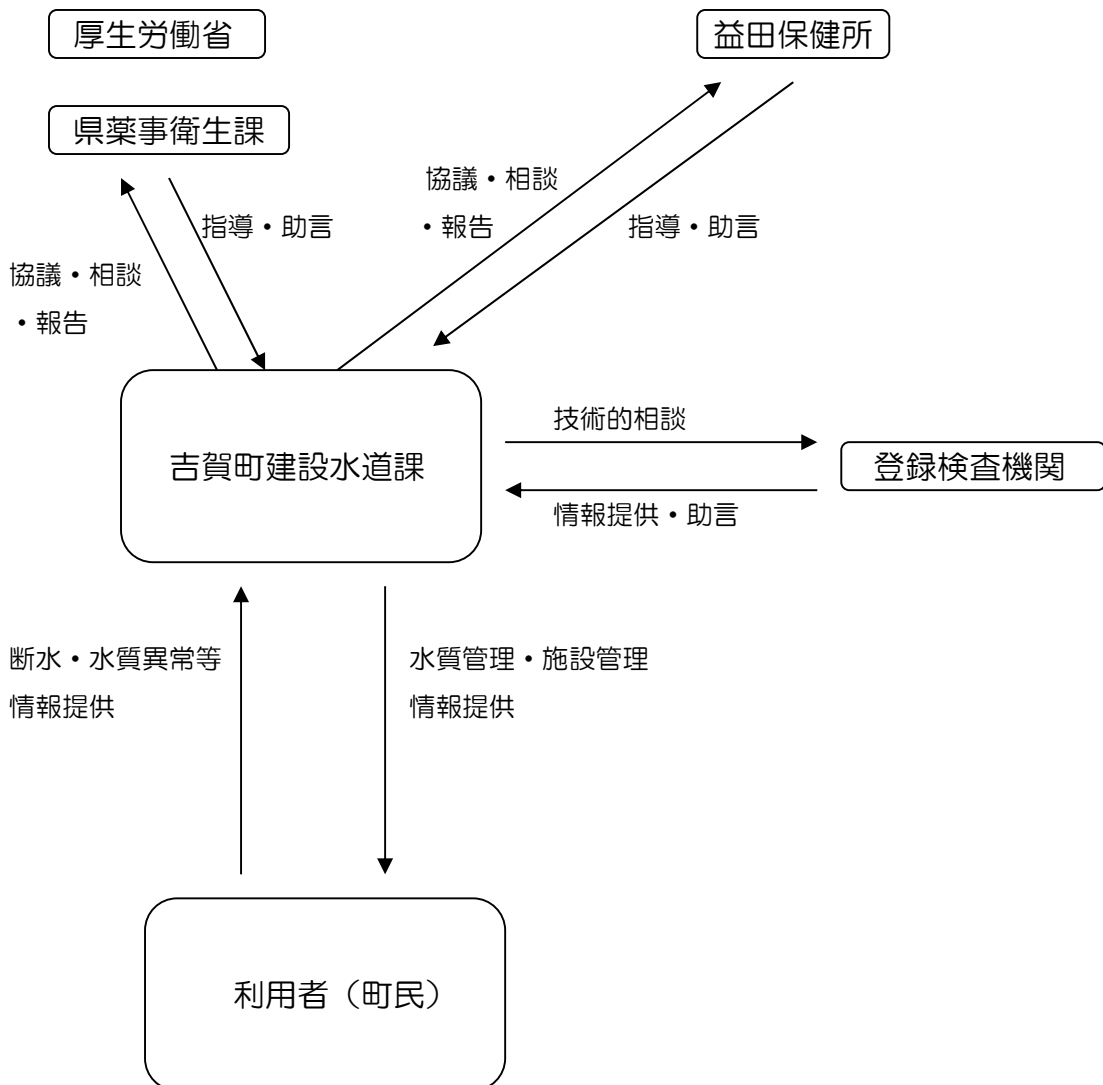 厚生労働省
益田保健所
県薬事衛生課
協議・相談
・報告
指導・助言
協議・相談
・報告
指導・助言
吉賀町建設水道課
技術的相談
登録検査機関
情報提供・助言
断水・水質異常等
情報提供
水質管理・施設管理
情報提供
利用者（町民）